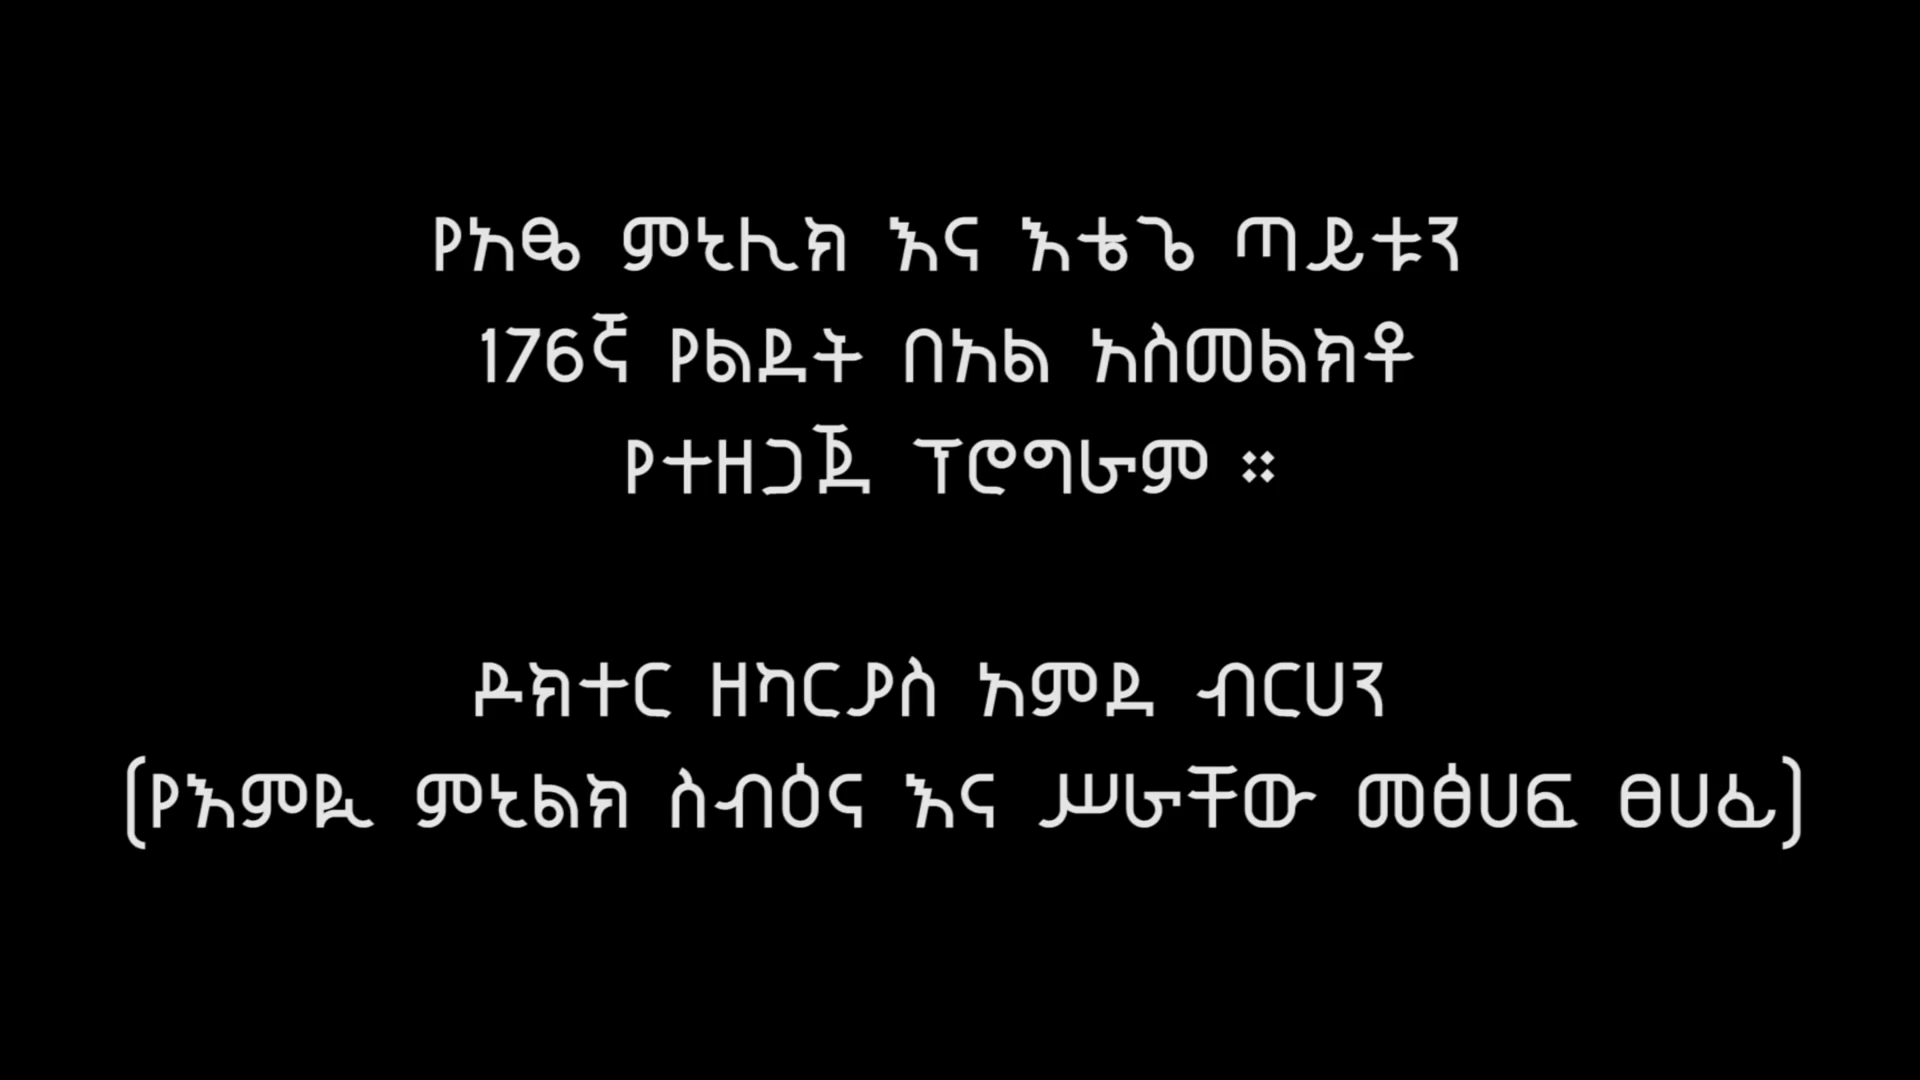 የአፄ ምኒሊክ እና እቴጌ ጣይቱን
176ኛ የልደት በአል አስመልክቶ
የተዘጋጀ ፕሮግራም ።
ዶክተር ዘካርያስ አምደ ብርሀን
(የእምዪ ምኒልክ ስብዕና እና ሥራቸው መፅሀፍ ፀሀፊ)